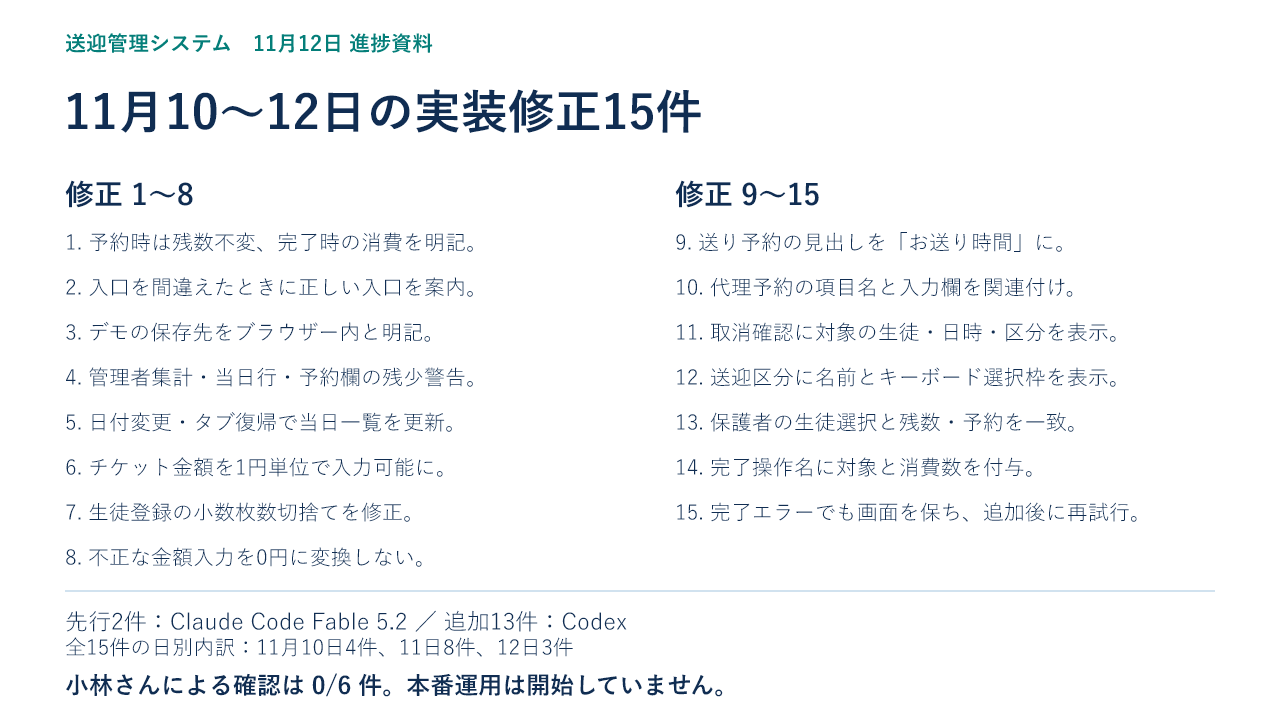 送迎管理システム　11月12日 進捗資料
11月10〜12日の実装修正15件
修正 1〜8
1. 予約時は残数不変、完了時の消費を明記。
2. 入口を間違えたときに正しい入口を案内。
3. デモの保存先をブラウザー内と明記。
4. 管理者集計・当日行・予約欄の残少警告。
5. 日付変更・タブ復帰で当日一覧を更新。
6. チケット金額を1円単位で入力可能に。
7. 生徒登録の小数枚数切捨てを修正。
8. 不正な金額入力を0円に変換しない。
修正 9〜15
9. 送り予約の見出しを「お送り時間」に。
10. 代理予約の項目名と入力欄を関連付け。
11. 取消確認に対象の生徒・日時・区分を表示。
12. 送迎区分に名前とキーボード選択枠を表示。
13. 保護者の生徒選択と残数・予約を一致。
14. 完了操作名に対象と消費数を付与。
15. 完了エラーでも画面を保ち、追加後に再試行。
先行2件：Claude Code Fable 5.2 ／ 追加13件：Codex
全15件の日別内訳：11月10日4件、11日8件、12日3件
小林さんによる確認は 0/6 件。本番運用は開始していません。